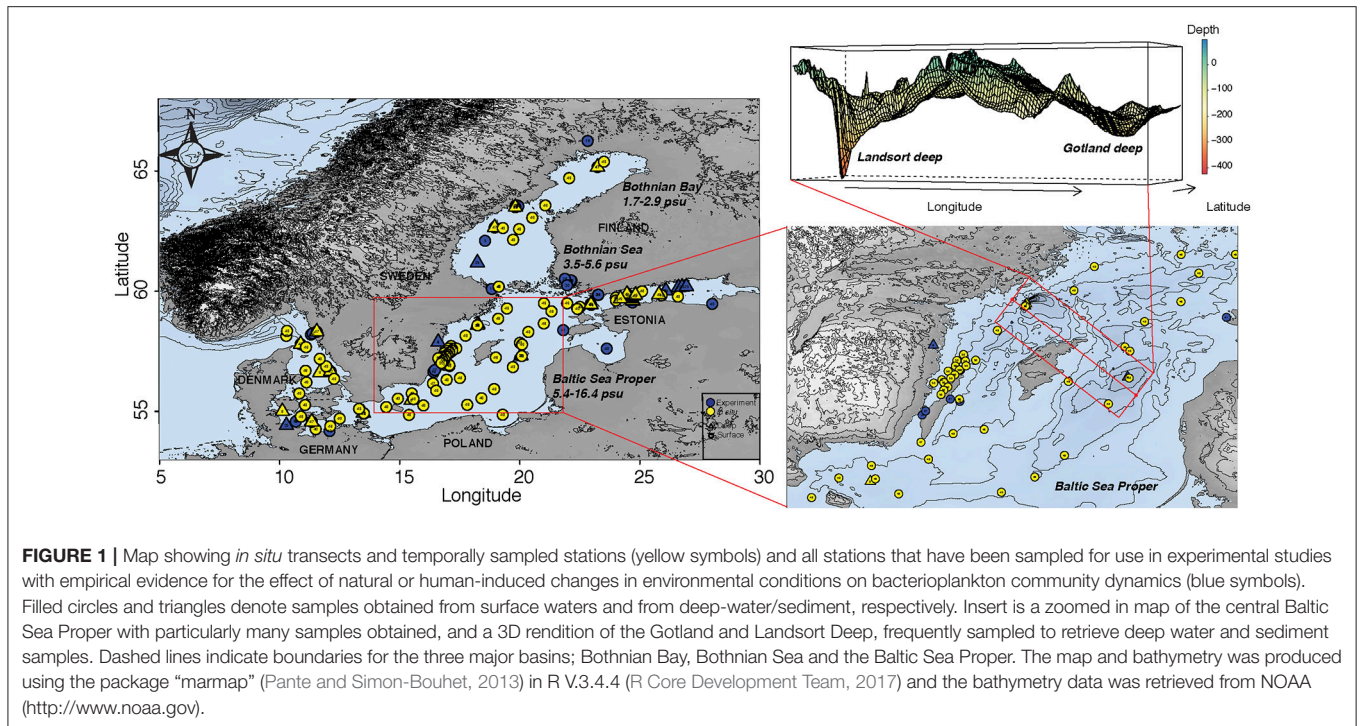 Depth
0
-100
-200
-300
-400
Landsort deep
Gotland deep
Longitude
Latitude
N
65
60
55
Latitude
5
10
15
20
25
30
Longitude
Bothnian Bay
1.7-2.9 psu
FINLAND
Bothnian Sea
3.5-5.6 psu
SWEDEN
ESTONIA
DENMARK
Baltic Sea Proper
5.4-16.4 psu
POLAND
GERMANY
Experiment
In situ
Deep
Surface
Baltic Sea Proper
FIGURE 1 | Map showing in situ transects and temporally sampled stations (yellow symbols) and all stations that have been sampled for use in experimental studies
with empirical evidence for the effect of natural or human-induced changes in environmental conditions on bacterioplankton community dynamics (blue symbols).
Filled circles and triangles denote samples obtained from surface waters and from deep-water/sediment, respectively. Insert is a zoomed in map of the central Baltic
Sea Proper with particularly many samples obtained, and a 3D rendition of the Gotland and Landsort Deep, frequently sampled to retrieve deep water and sediment
samples. Dashed lines indicate boundaries for the three major basins; Bothnian Bay, Bothnian Sea and the Baltic Sea Proper. The map and bathymetry was produced
using the package “marmap” (Pante and Simon-Bouhet, 2013) in R V.3.4.4 (R Core Development Team, 2017) and the bathymetry data was retrieved from NOAA
(http://www.noaa.gov).